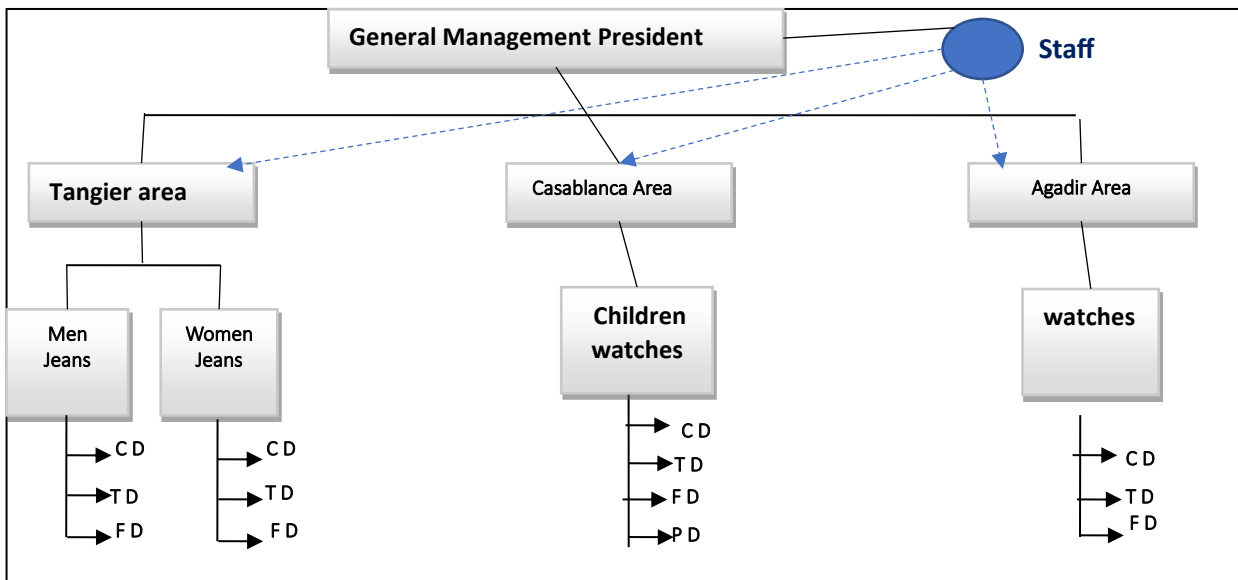 General Management President
Staff
Tangier area
Casablanca Area
Agadir Area
Men
Jeans
Women
Jeans
Children
watches
watches
C D
T D
F D
C D
T D
F D
C D
T D
F D
P D
C D
T D
F D